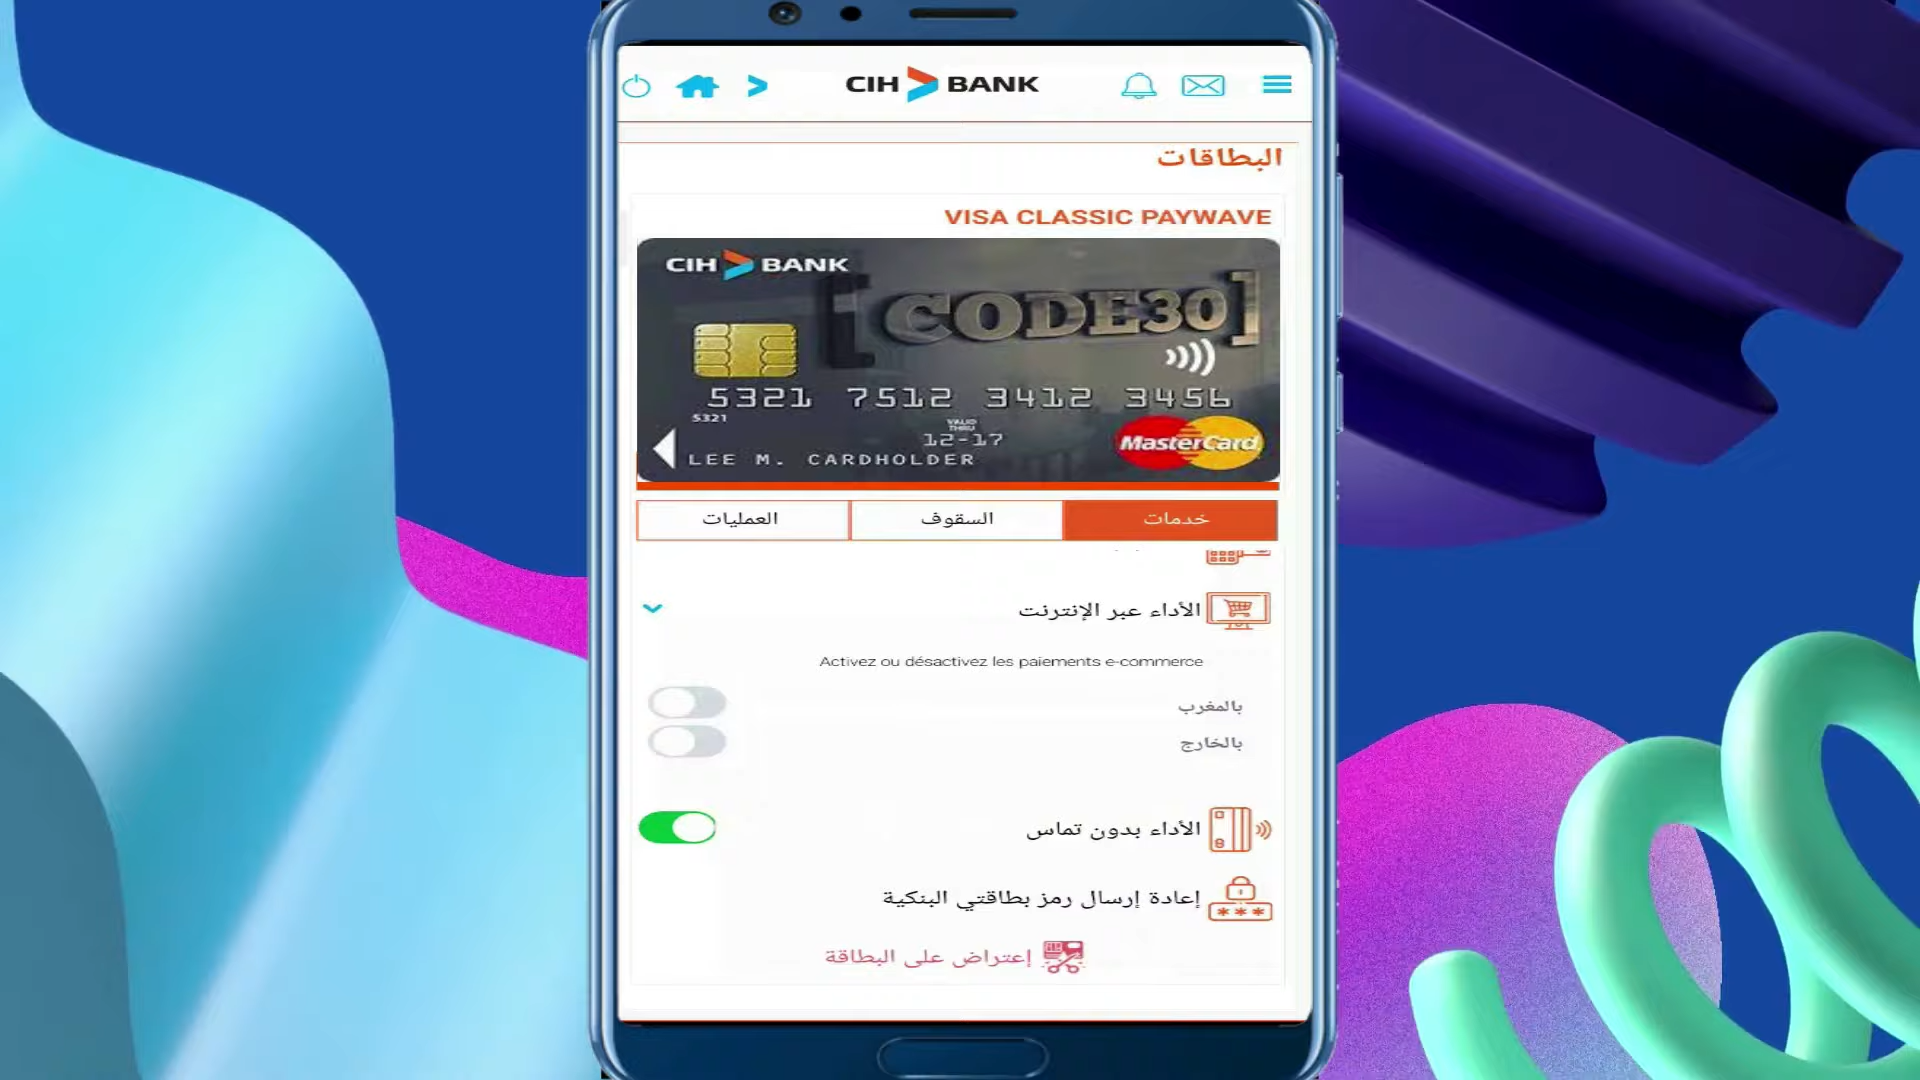 CIH BANK
البطاقات
VISA CLASSIC PAYWAVE
CIH BANK
[CODE30]
5321 7512 3412 3456
5321
VALID THRU
12-17
LEE M. CARDHOLDER
MasterCard
خدمات
السقوف
العمليات
الأداء عبر الإنترنت
Activez ou désactivez les paiements e-commerce
بالمغرب
بالخارج
الأداء بدون تماس
إعادة إرسال رمز بطاقتي البنكية
***
إعتراض على البطاقة